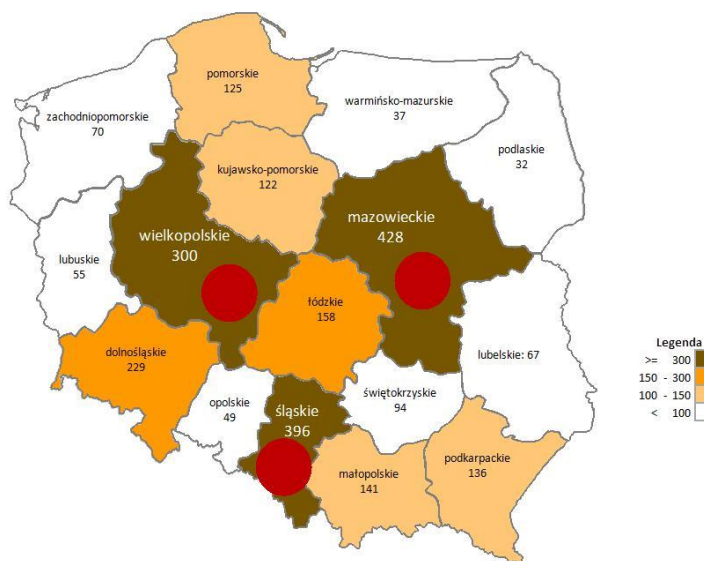 pomorskie
125
warmińsko-mazurskie
37
zachodniopomorskie
70
podlaskie
32
kujawsko-pomorskie
122
mazowieckie
428
wielkopolskie
300
lubuskie
55
łódzkie
158
dolnośląskie
229
lubelskie: 67
opolskie
49
śląskie
396
świętokrzyskie
94
małopolskie
141
podkarpackie
136
Legenda
>= 300
150 - 300
100 - 150
< 100